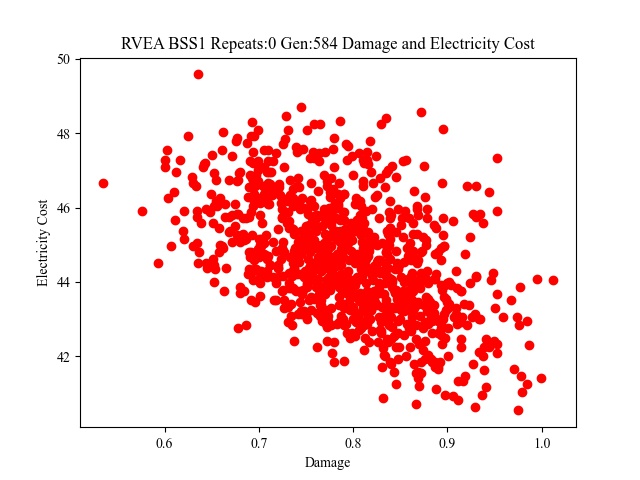 RVEA BSS1 Repeats:0 Gen:584 Damage and Electricity Cost
50
48
46
44
42
Electricity Cost
0.6 0.7 0.8 0.9 1.0
Damage